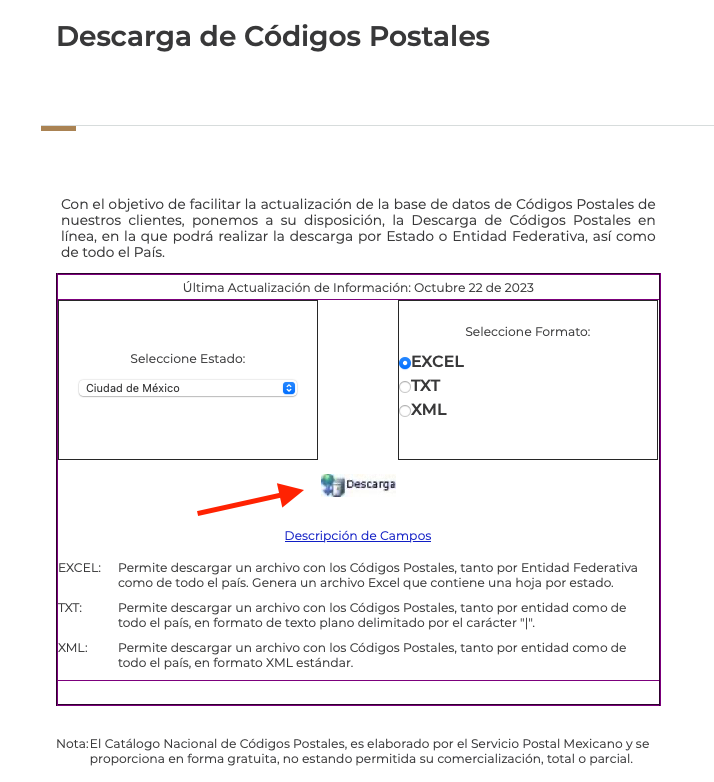 Descarga de Códigos Postales
Con el objetivo de facilitar la actualización de la base de datos de Códigos Postales de
nuestros clientes, ponemos a su disposición, la Descarga de Códigos Postales en
línea, en la que podrá realizar la descarga por Estado o Entidad Federativa, así como
de todo el País.
Última Actualización de Información: Octubre 22 de 2023
Seleccione Estado:
Ciudad de México
Seleccione Formato:
EXCEL
TXT
XML
Descarga
Descripción de Campos
EXCEL: Permite descargar un archivo con los Códigos Postales, tanto por Entidad Federativa
como de todo el país. Genera un archivo Excel que contiene una hoja por estado.
TXT: Permite descargar un archivo con los Códigos Postales, tanto por entidad como de
todo el país, en formato de texto plano delimitado por el carácter "|".
XML: Permite descargar un archivo con los Códigos Postales, tanto por entidad como de
todo el país, en formato XML estándar.
Nota: El Catálogo Nacional de Códigos Postales, es elaborado por el Servicio Postal Mexicano y se
proporciona en forma gratuita, no estando permitida su comercialización, total o parcial.